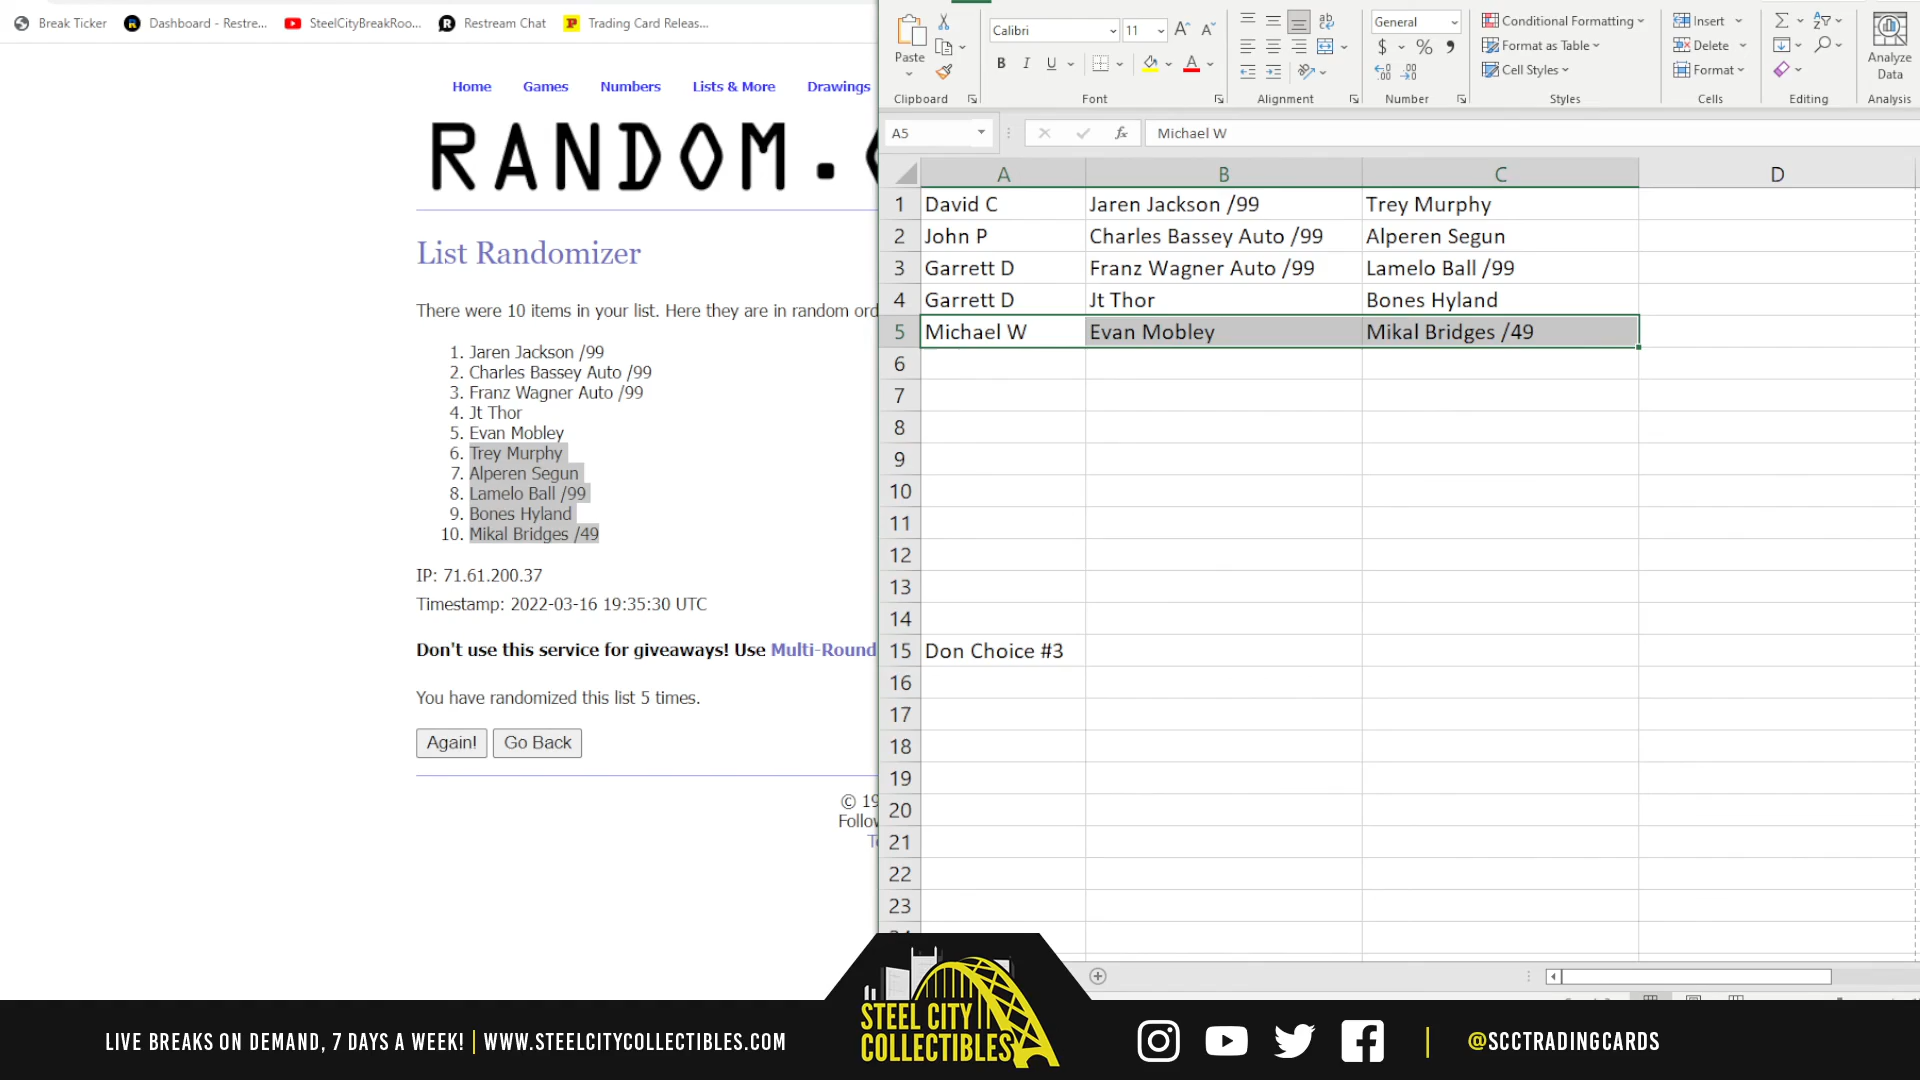 Break Ticker
Dashboard - Restre...
SteelCityBreakRoo...
Restream Chat
Trading Card Releas...
Home
Games
Numbers
Lists & More
Drawings
RANDOM.
List Randomizer
There were 10 items in your list. Here they are in random ord
1. Jaren Jackson /99
2. Charles Bassey Auto /99
3. Franz Wagner Auto /99
4. Jt Thor
5. Evan Mobley
6. Trey Murphy
7. Alperen Segun
8. Lamelo Ball /99
9. Bones Hyland
10. Mikal Bridges /49
IP: 71.61.200.37
Timestamp: 2022-03-16 19:35:30 UTC
Don't use this service for giveaways! Use Multi-Round
You have randomized this list 5 times.
Again!
Go Back
© 19
Follow
Paste
Clipboard
Calibri
11
B I U
A
Font
Alignment
General
$ % 9
Number
Conditional Formatting
Format as Table
Cell Styles
Styles
Insert
Delete
Format
Cells
Editing
Analyze
Data
Analysis
A5
fx
Michael W
A B C D
1 David C Jaren Jackson /99 Trey Murphy
2 John P Charles Bassey Auto /99 Alperen Segun
3 Garrett D Franz Wagner Auto /99 Lamelo Ball /99
4 Garrett D Jt Thor Bones Hyland
5 Michael W Evan Mobley Mikal Bridges /49
6
7
8
9
10
11
12
13
14
15 Don Choice #3
16
17
18
19
20
21
22
23
LIVE BREAKS ON DEMAND, 7 DAYS A WEEK! | WWW.STEELCITYCOLLECTIBLES.COM
STEEL CITY
COLLECTIBLES
@SCCTRADINGCARDS